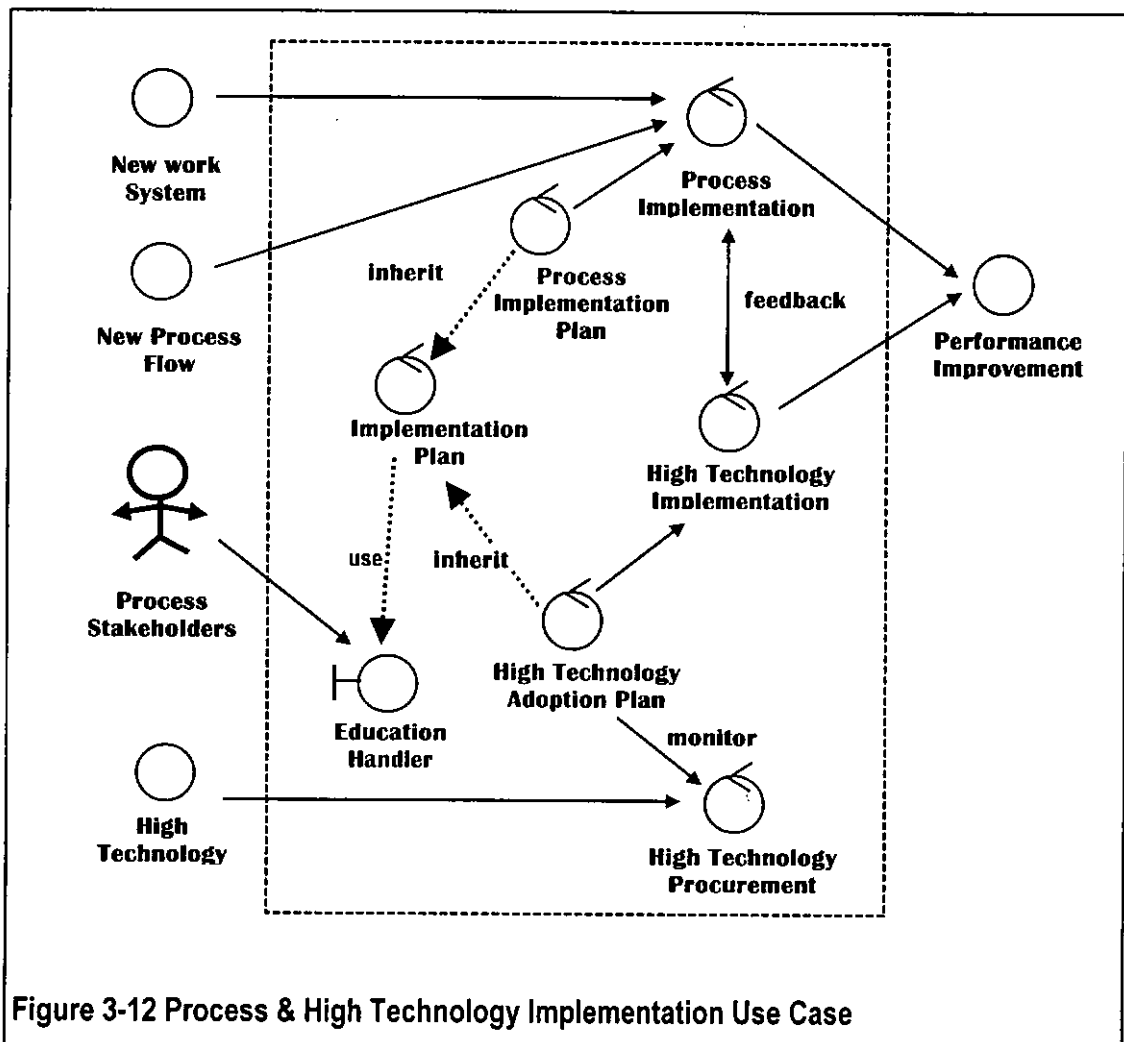 New work
System
Process
Implementation
inherit
Process
Implementation
Plan
feedback
New Process
Flow
Performance
Improvement
Implementation
Plan
High Technology
Implementation
use
inherit
Process
Stakeholders
High Technology
Adoption Plan
Education
Handler
monitor
High
Technology
High Technology
Procurement
Figure 3-12 Process & High Technology Implementation Use Case